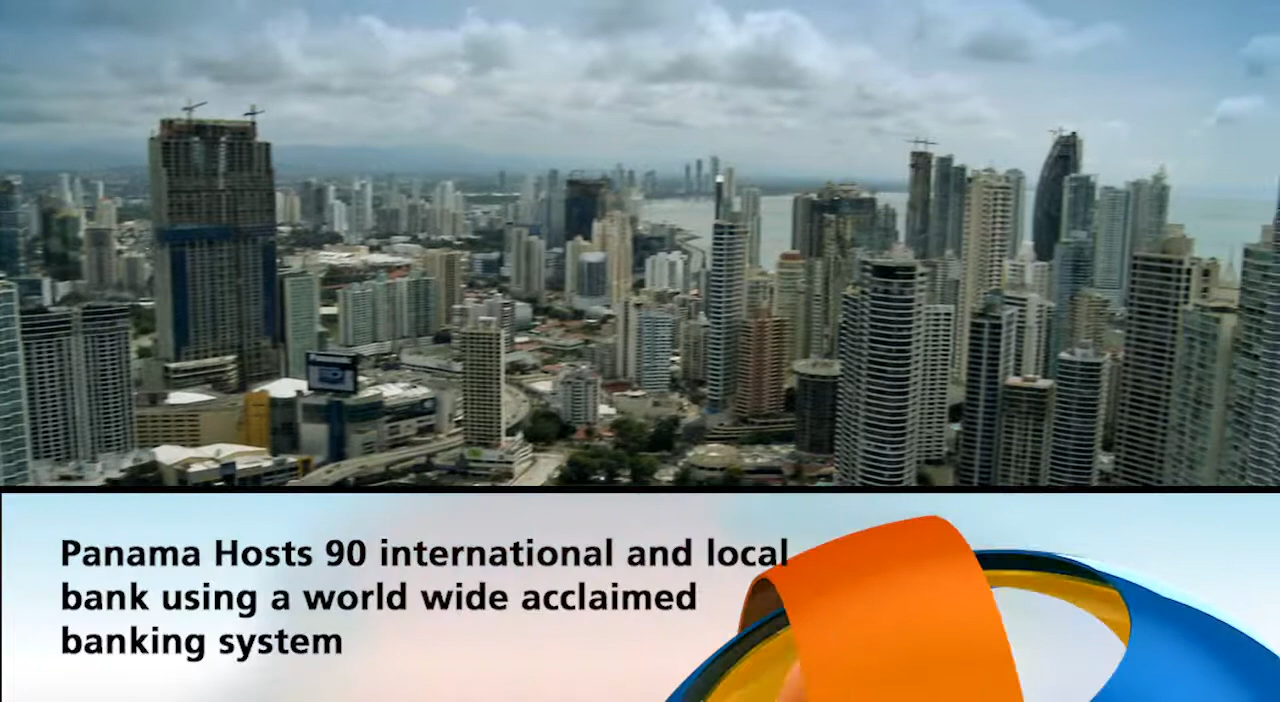 Panama Hosts 90 international and local
bank using a world wide acclaimed
banking system